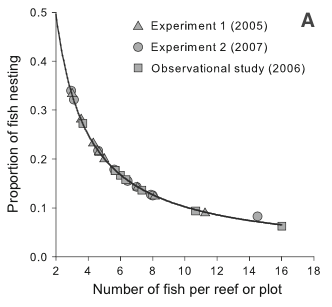 A
Experiment 1 (2005)
Experiment 2 (2007)
Observational study (2006)
Proportion of fish nesting
0.5
0.4
0.3
0.2
0.1
0.0
2 4 6 8 10 12 14 16 18
Number of fish per reef or plot